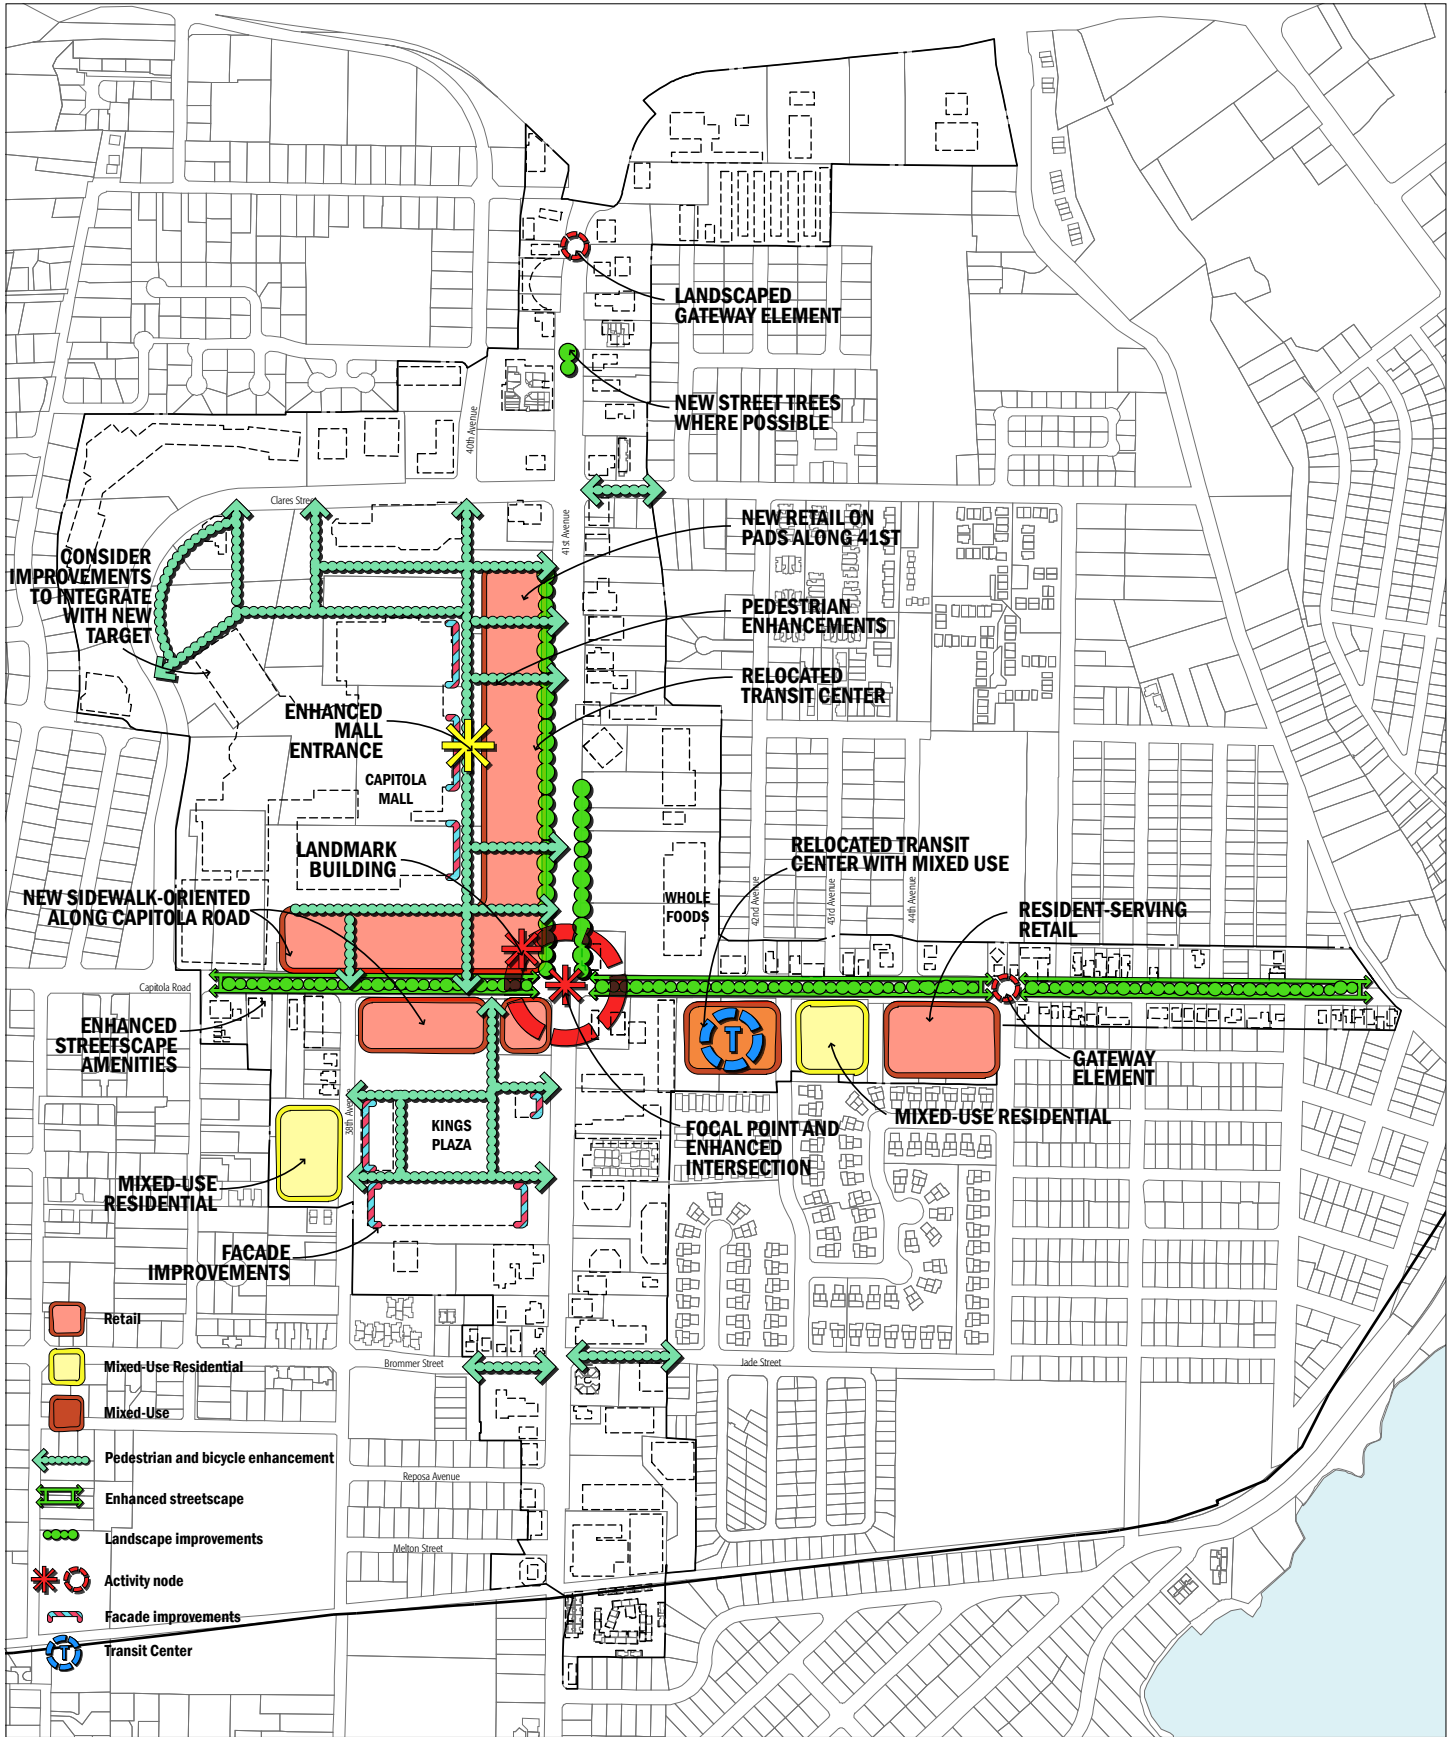 LANDSCAPED
GATEWAY ELEMENT
NEW STREET TREES
WHERE POSSIBLE
40th Avenue
Clares Street
41st Avenue
NEW RETAIL ON
PADS ALONG 41ST
CONSIDER
IMPROVEMENTS
TO INTEGRATE
WITH NEW
TARGET
PEDESTRIAN
ENHANCEMENTS
RELOCATED
TRANSIT CENTER
ENHANCED
MALL
ENTRANCE
CAPITOLA
MALL
LANDMARK
BUILDING
RELOCATED TRANSIT
CENTER WITH MIXED USE
NEW SIDEWALK-ORIENTED
ALONG CAPITOLA ROAD
WHOLE
FOODS
42nd Avenue
43rd Avenue
44th Avenue
RESIDENT-SERVING
RETAIL
Capitola Road
ENHANCED
STREETSCAPE
AMENITIES
T
GATEWAY
ELEMENT
38th Avenue
KINGS
PLAZA
MIXED-USE RESIDENTIAL
FOCAL POINT AND
ENHANCED
INTERSECTION
MIXED-USE
RESIDENTIAL
FACADE
IMPROVEMENTS
Brommer Street
Jade Street
Reposa Avenue
Melton Street
Retail
Mixed-Use Residential
Mixed-Use
Pedestrian and bicycle enhancement
Enhanced streetscape
Landscape improvements
Activity node
Facade improvements
T
Transit Center